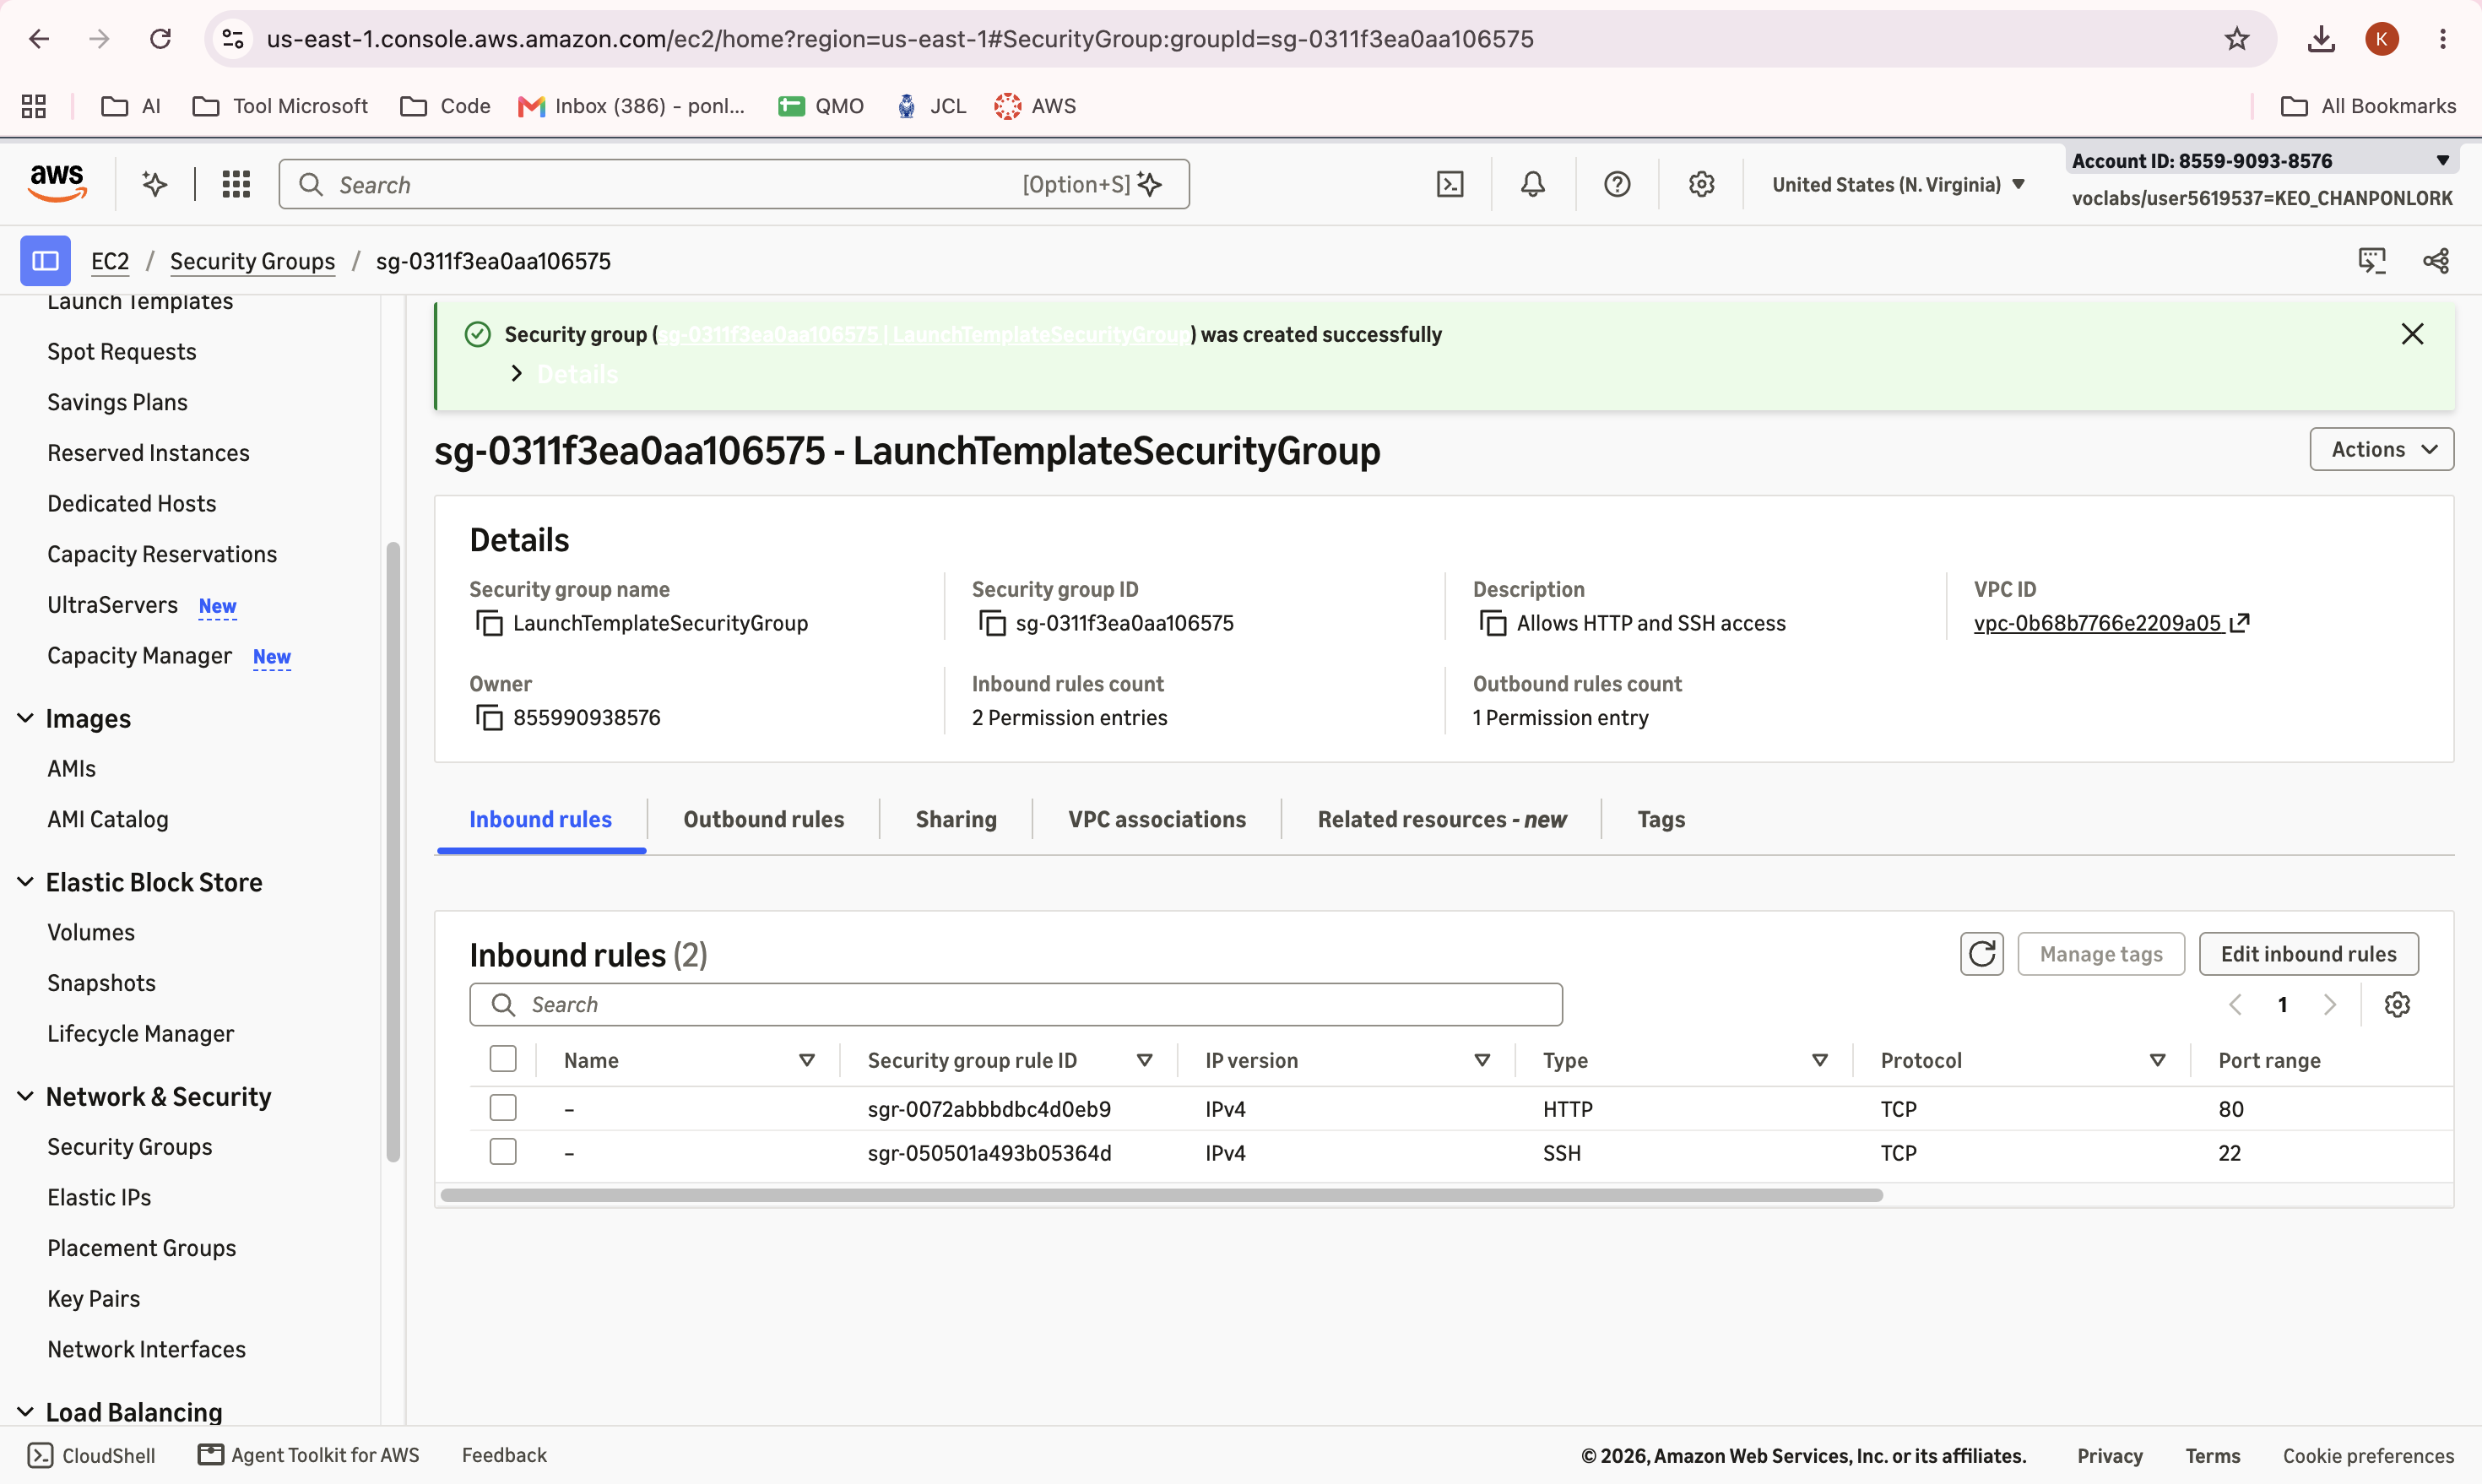 us-east-1.console.aws.amazon.com/ec2/home?region=us-east-1#SecurityGroup:groupId=sg-0311f3ea0aa106575
K
AI
Tool Microsoft
Code
Inbox (386) - ponl...
QMO
JCL
AWS
All Bookmarks
aws
Search
[Option+S]
United States (N. Virginia)
Account ID: 8559-9093-8576
voclabs/user5619537=KEO_CHANPONLORK
EC2 / Security Groups / sg-0311f3ea0aa106575
Launch Templates
Spot Requests
Savings Plans
Reserved Instances
Dedicated Hosts
Capacity Reservations
UltraServers New
Capacity Manager New
Images
AMIs
AMI Catalog
Elastic Block Store
Volumes
Snapshots
Lifecycle Manager
Network & Security
Security Groups
Elastic IPs
Placement Groups
Key Pairs
Network Interfaces
Load Balancing
Security group (sg-0311f3ea0aa106575 | LaunchTemplateSecurityGroup) was created successfully
Details
sg-0311f3ea0aa106575 - LaunchTemplateSecurityGroup
Actions
Details
Security group name
LaunchTemplateSecurityGroup
Security group ID
sg-0311f3ea0aa106575
Description
Allows HTTP and SSH access
VPC ID
vpc-0b68b7766e2209a05
Owner
855990938576
Inbound rules count
2 Permission entries
Outbound rules count
1 Permission entry
Inbound rules
Outbound rules
Sharing
VPC associations
Related resources - new
Tags
Inbound rules (2)
Manage tags
Edit inbound rules
Search
1
Name Security group rule ID IP version Type Protocol Port range
– sgr-0072abbbdbc4d0eb9 IPv4 HTTP TCP 80
– sgr-050501a493b05364d IPv4 SSH TCP 22
CloudShell
Agent Toolkit for AWS
Feedback
© 2026, Amazon Web Services, Inc. or its affiliates.
Privacy
Terms
Cookie preferences